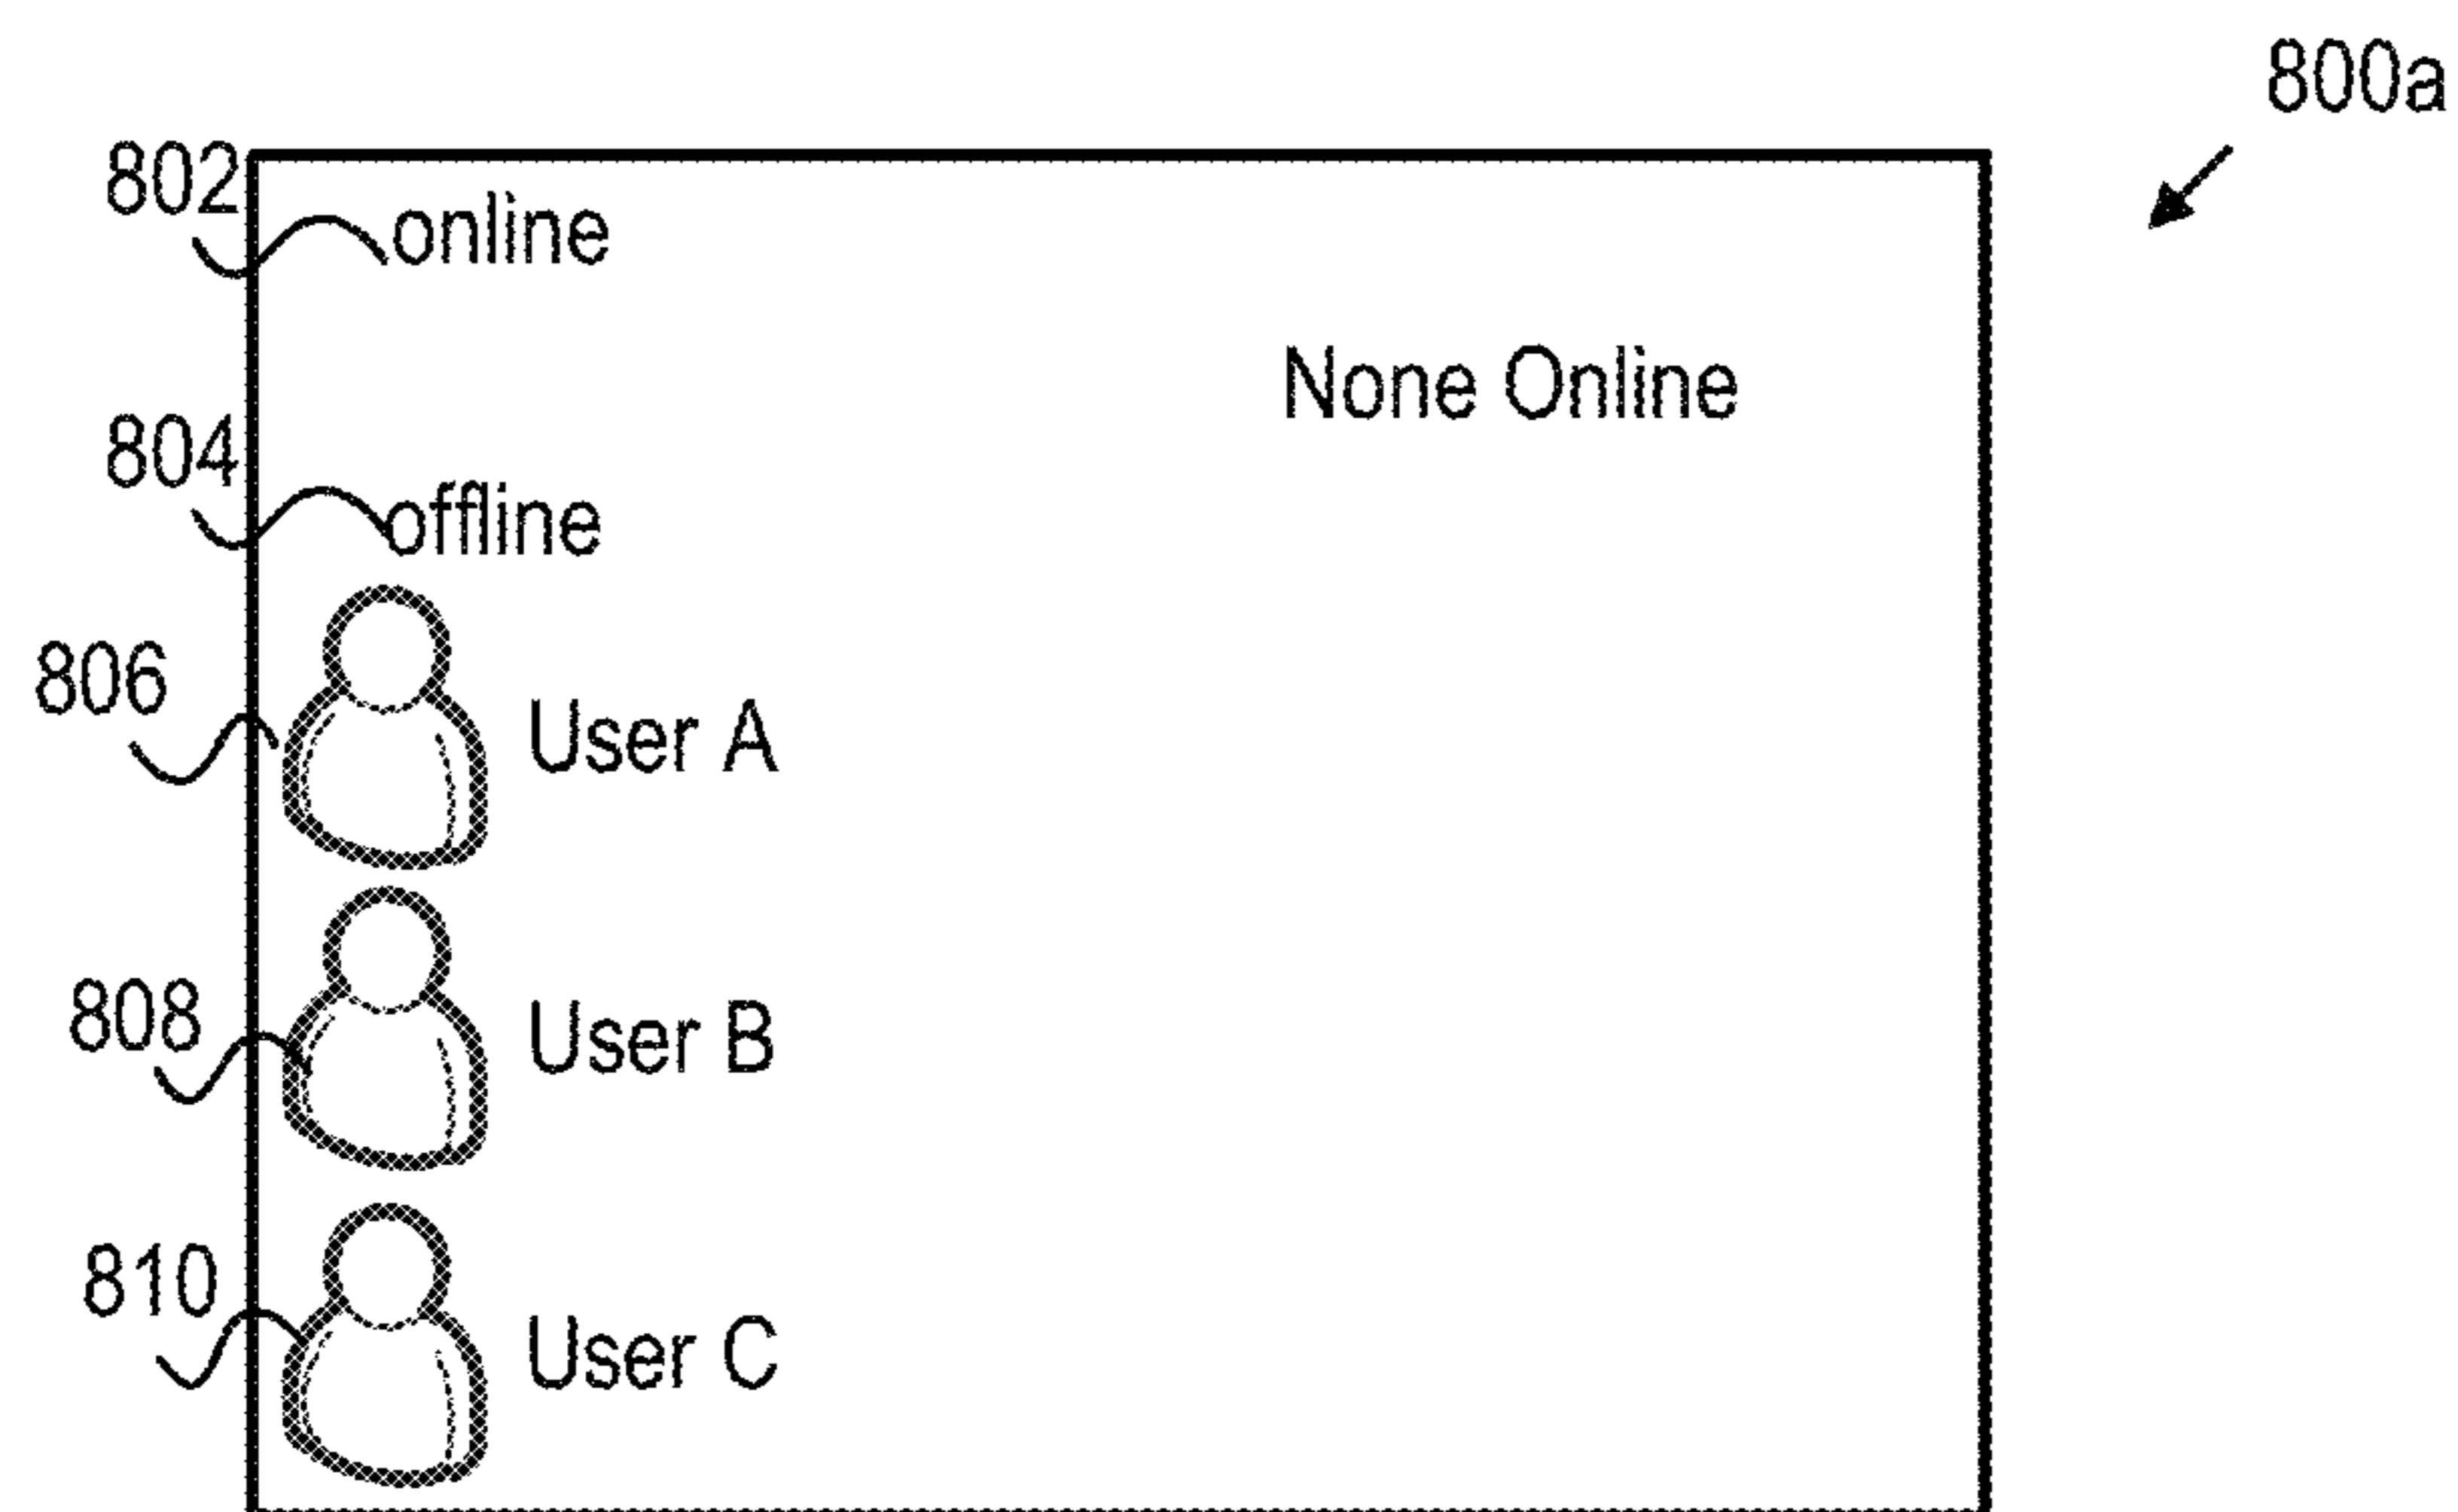 800a
802
online
None Online
804
offline
806
User A
808
User B
810
User C